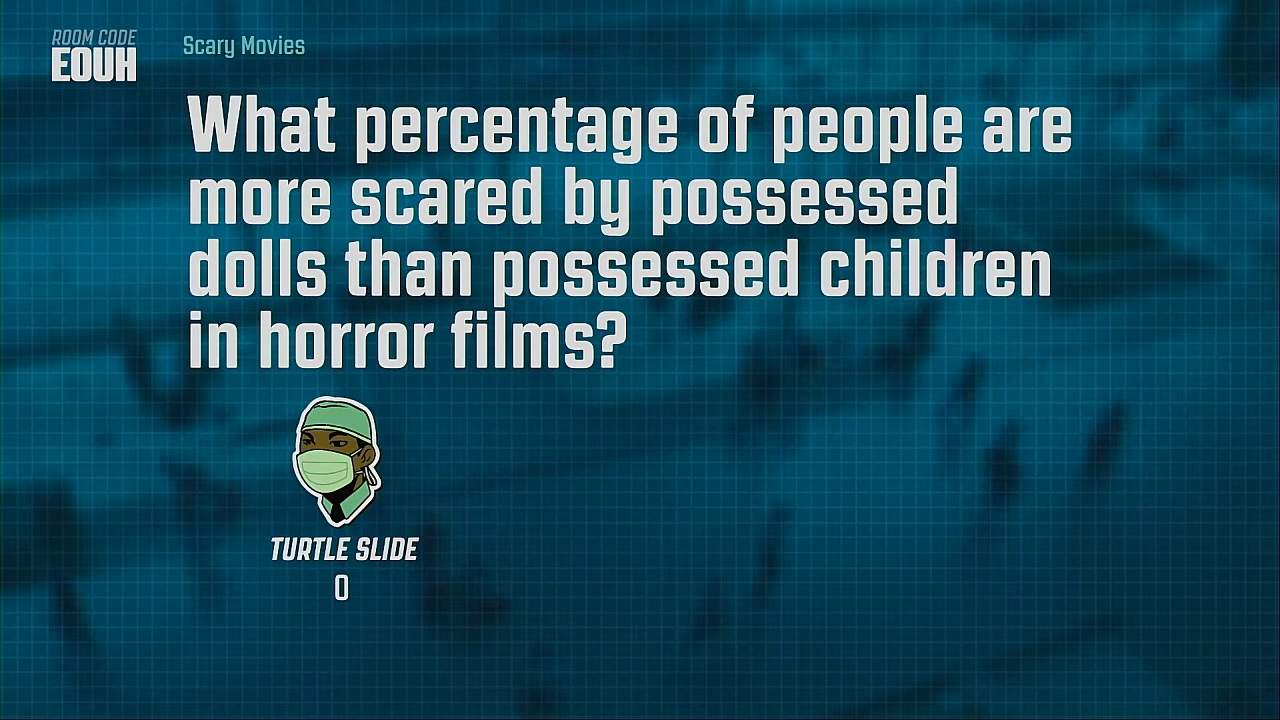 ROOM CODE
EOUH
Scary Movies
What percentage of people are
more scared by possessed
dolls than possessed children
in horror films?
TURTLE SLIDE
0